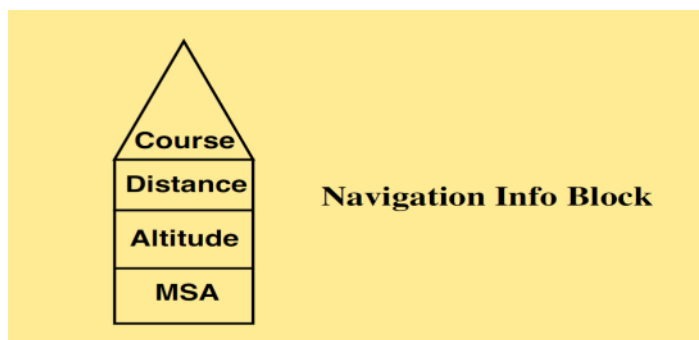 Course
Distance
Altitude
MSA
Navigation Info Block